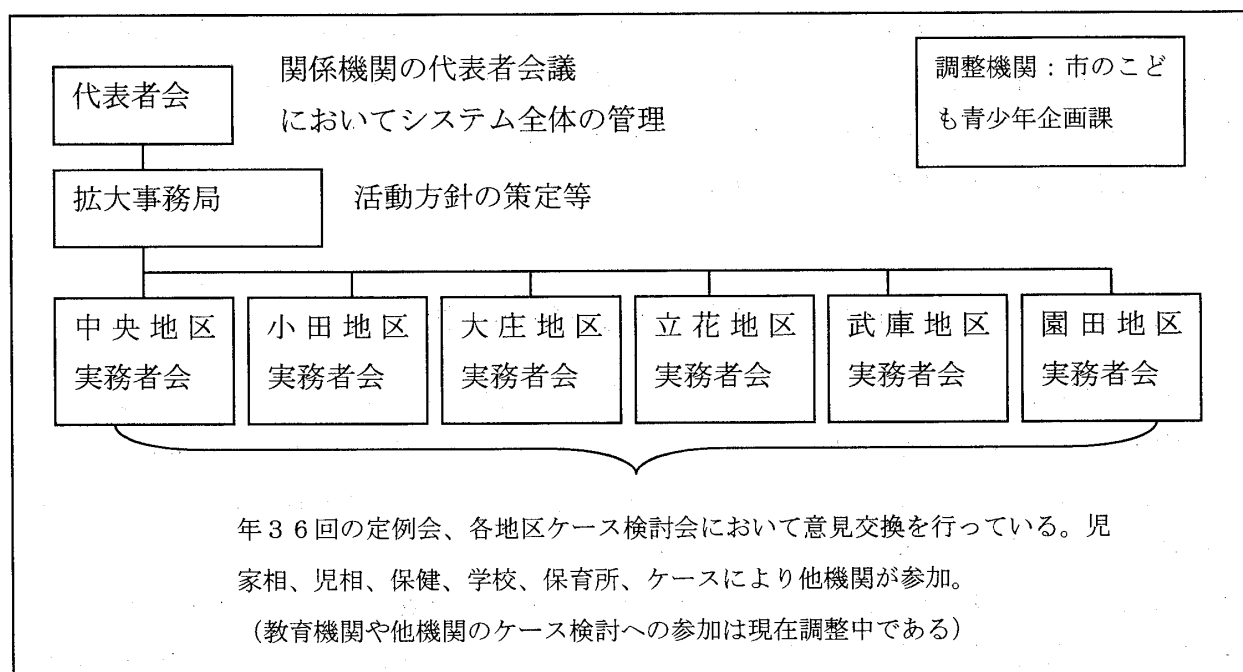 代表者会
関係機関の代表者会議
においてシステム全体の管理
調整機関：市のこど
も青少年企画課
拡大事務局
活動方針の策定等
中央地区
実務者会
小田地区
実務者会
大庄地区
実務者会
立花地区
実務者会
武庫地区
実務者会
園田地区
実務者会
年３６回の定例会、各地区ケース検討会において意見交換を行っている。児
家相、児相、保健、学校、保育所、ケースにより他機関が参加。
（教育機関や他機関のケース検討への参加は現在調整中である）